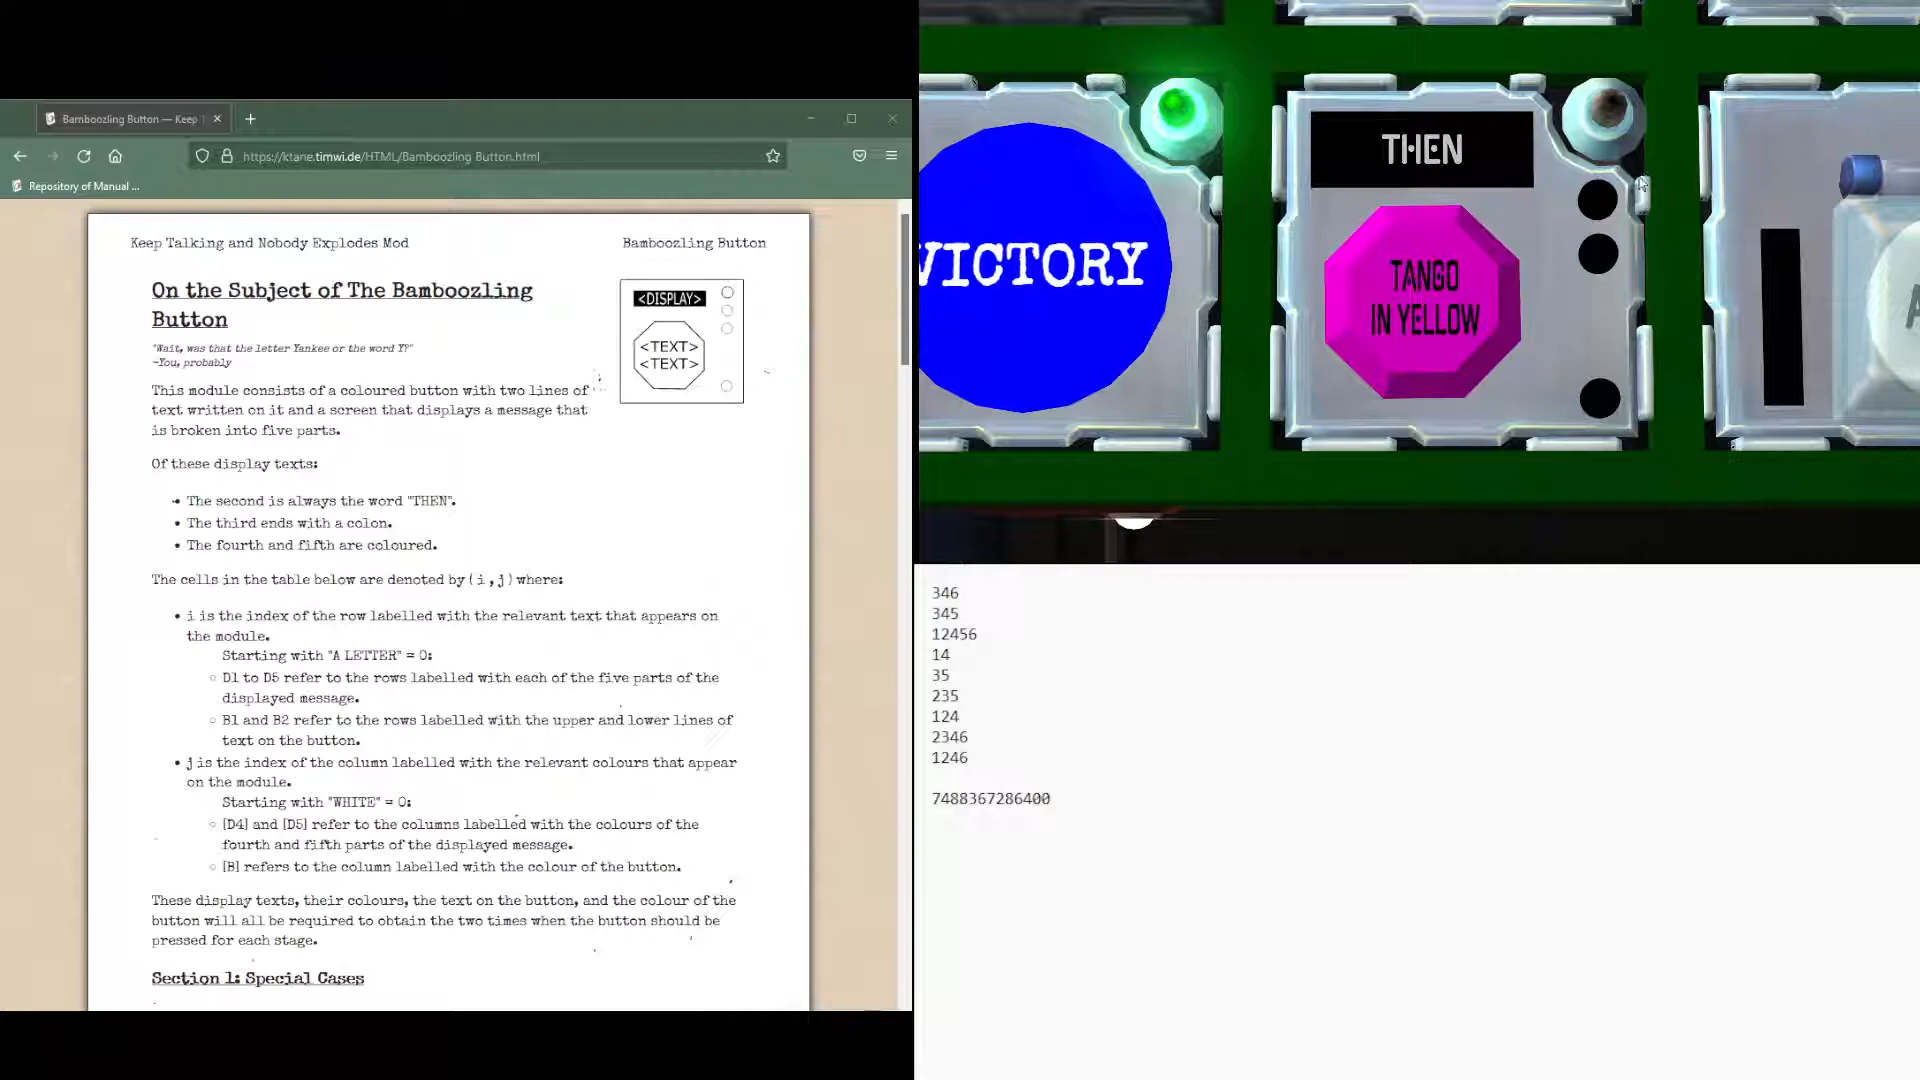 Bamboozling Button — Keep
https://ktane.timwi.de/HTML/Bamboozling Button.html
Repository of Manual ...
Keep Talking and Nobody Explodes Mod
Bamboozling Button
On the Subject of The Bamboozling
Button
"Wait, was that the letter Yankee or the word Y?"
-You, probably
This module consists of a coloured button with two lines of
text written on it and a screen that displays a message that
is broken into five parts.
<DISPLAY>
<TEXT>
<TEXT>
Of these display texts:
• The second is always the word "THEN".
• The third ends with a colon.
• The fourth and fifth are coloured.
The cells in the table below are denoted by (i,j) where:
• i is the index of the row labelled with the relevant text that appears on
the module.
Starting with "A LETTER" = 0:
○ D1 to D5 refer to the rows labelled with each of the five parts of the
displayed message.
○ B1 and B2 refer to the rows labelled with the upper and lower lines of
text on the button.
• j is the index of the column labelled with the relevant colours that appear
on the module.
Starting with "WHITE" = 0:
○ [D4] and [D5] refer to the columns labelled with the colours of the
fourth and fifth parts of the displayed message.
○ [B] refers to the column labelled with the colour of the button.
These display texts, their colours, the text on the button, and the colour of the
button will all be required to obtain the two times when the button should be
pressed for each stage.
Section 1: Special Cases
VICTORY
THEN
TANGO
IN YELLOW
346
345
12456
14
35
235
124
2346
1246
7488367286400